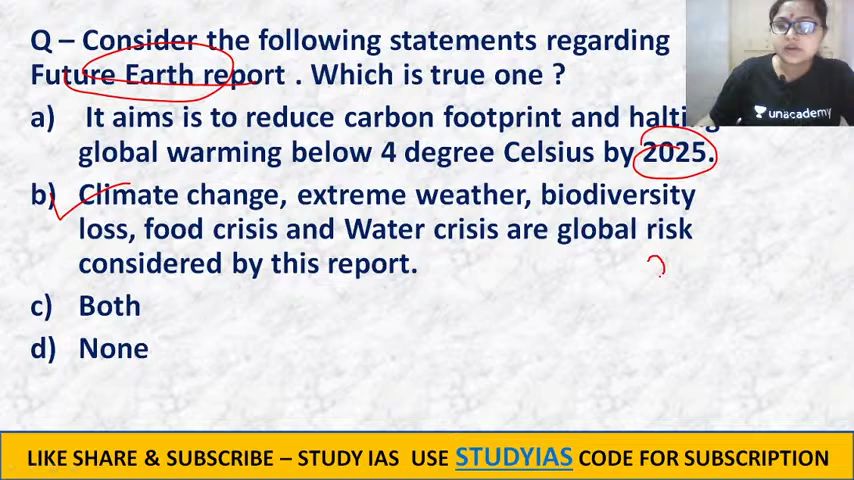 Q – Consider the following statements regarding
Future Earth report . Which is true one ?
a) It aims is to reduce carbon footprint and halting
global warming below 4 degree Celsius by 2025.
b) Climate change, extreme weather, biodiversity
loss, food crisis and Water crisis are global risk
considered by this report.
c) Both
d) None
unacademy
LIKE SHARE & SUBSCRIBE – STUDY IAS USE STUDYIAS CODE FOR SUBSCRIPTION